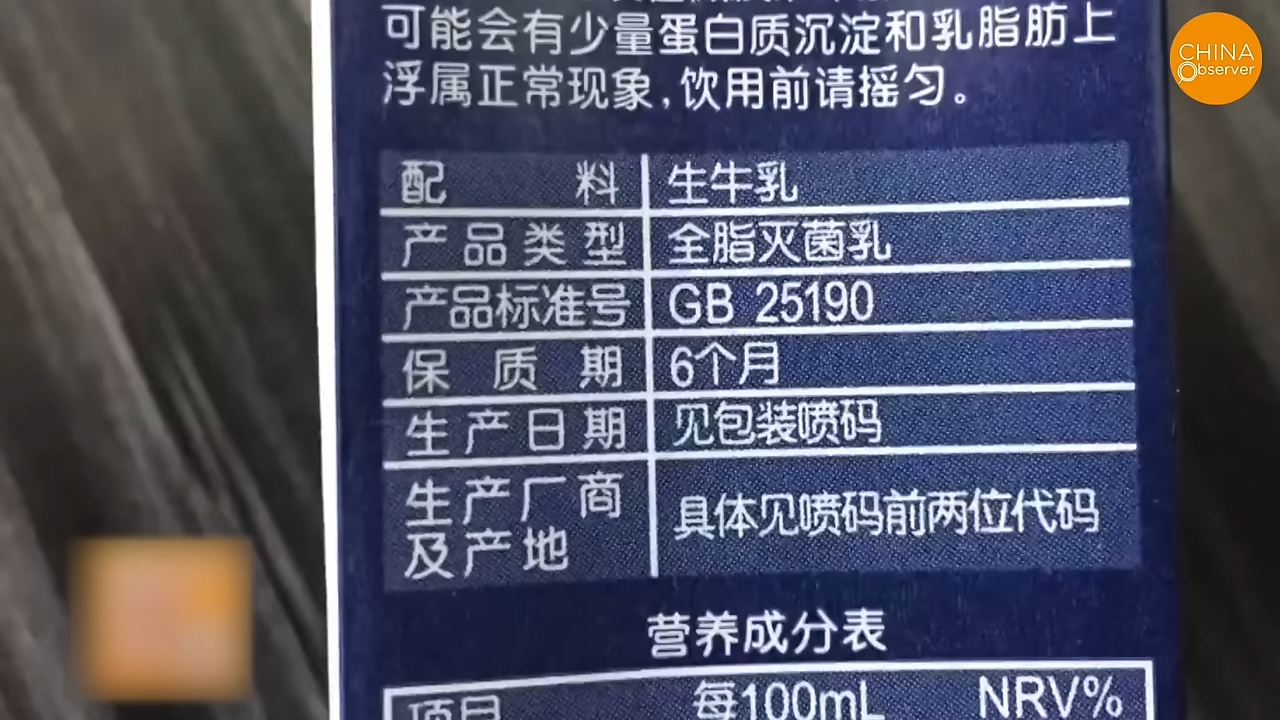 可能会有少量蛋白质沉淀和乳脂肪上
浮属正常现象,饮用前请摇匀。
配料 生牛乳
产品类型 全脂灭菌乳
产品标准号 GB 25190
保质期 6个月
生产日期 见包装喷码
生产厂商
及产地 具体见喷码前两位代码
营养成分表
项目 每100mL NRV%
CHINA
Observer